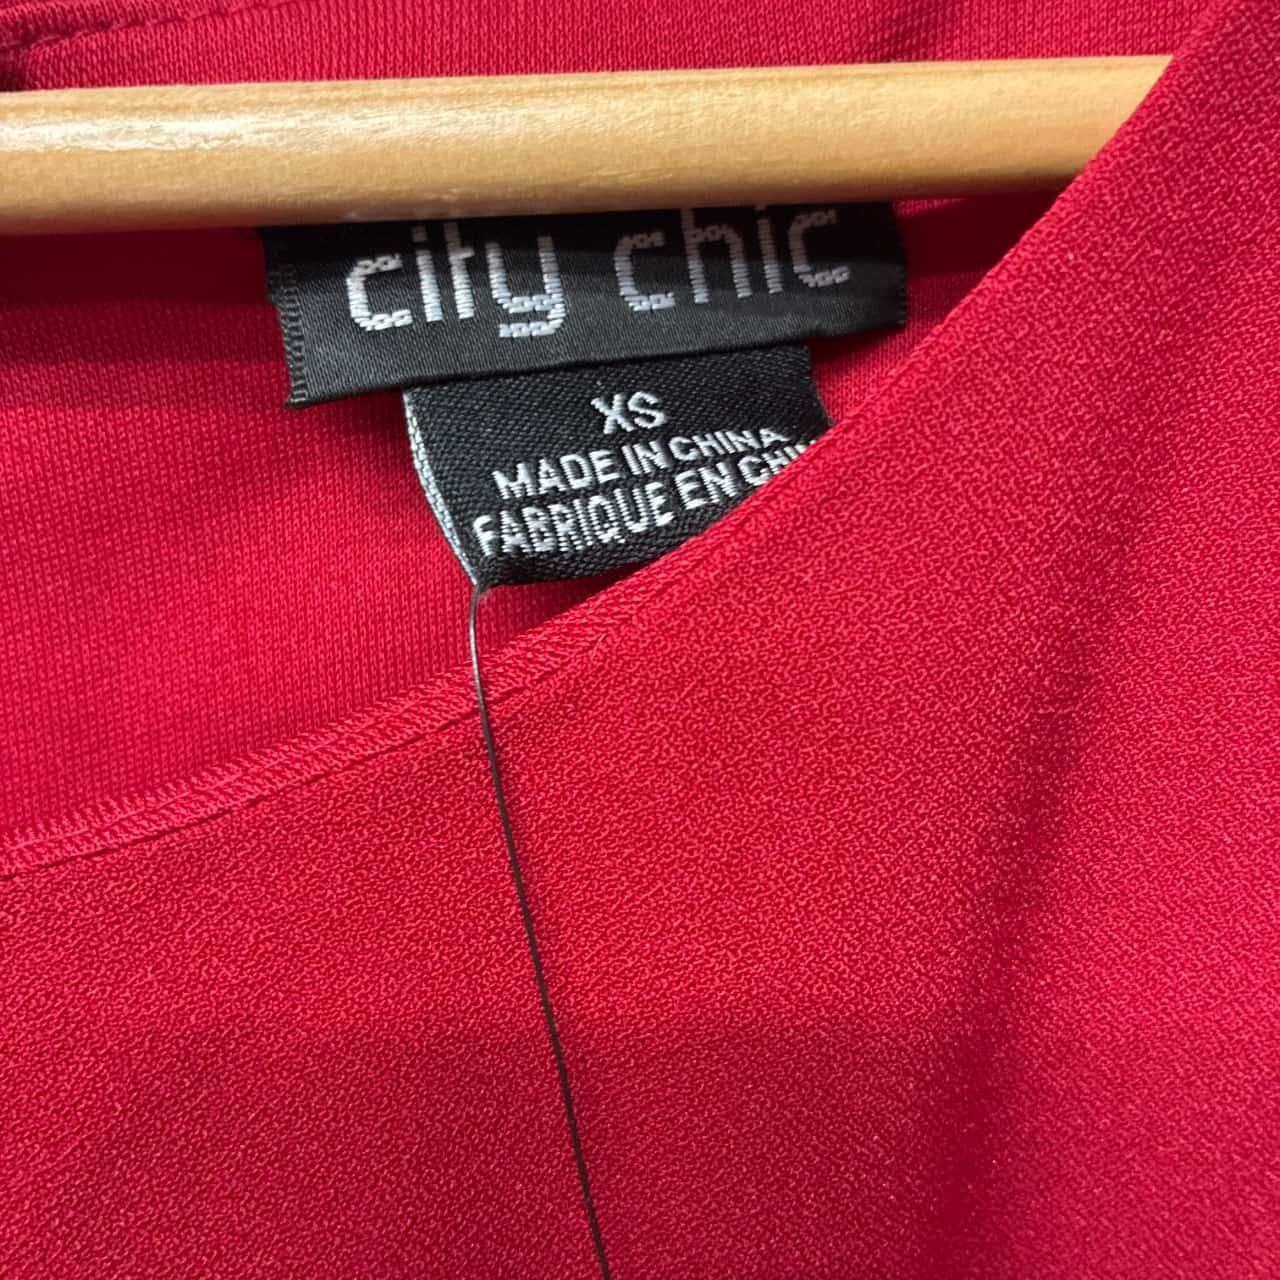 city chic
XS
MADE IN CHINA
FABRIQUE EN